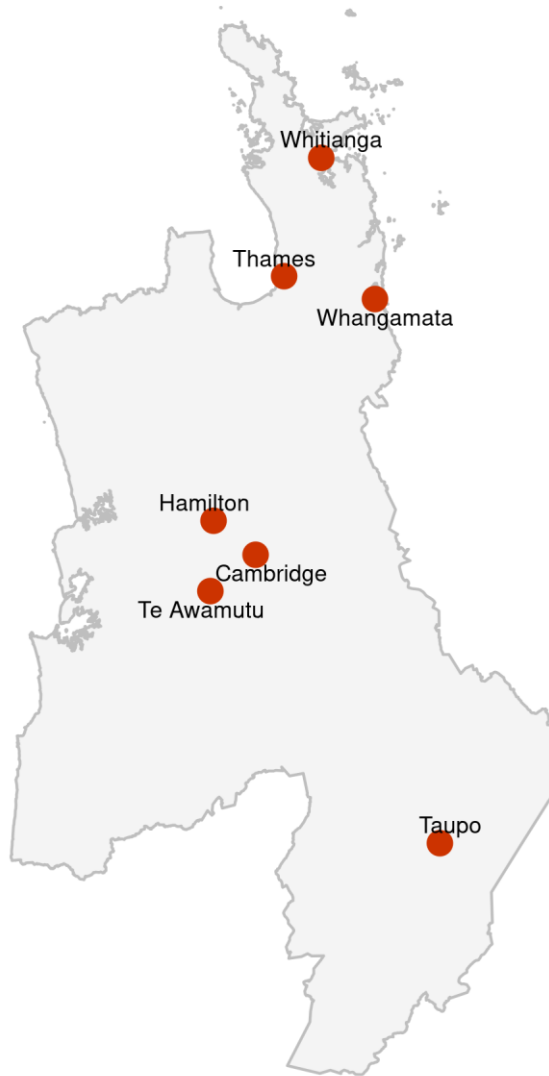 Whitianga
Thames
Whangamata
Hamilton
Cambridge
Te Awamutu
Taupo